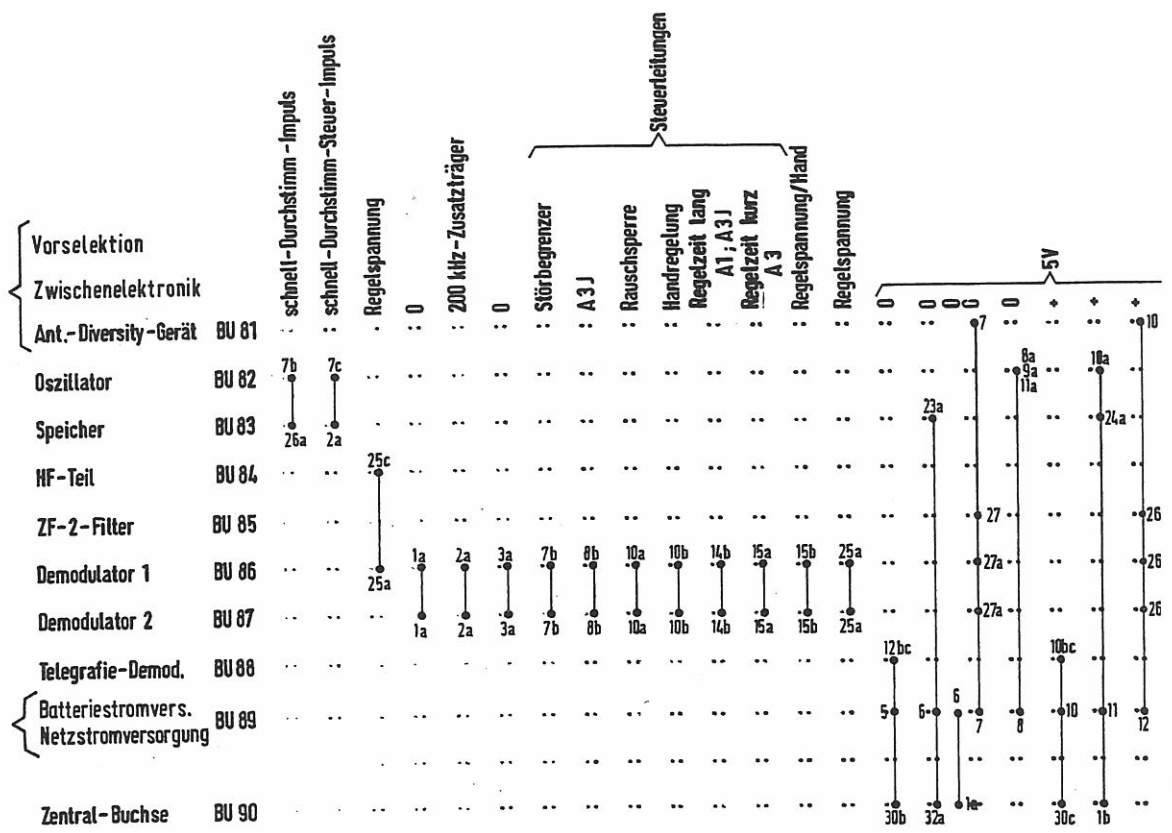 Steuerleitungen
schnell-Durchstimm-Impuls
schnell-Durchstimm-Steuer-Impuls
Regelspannung
0
200 kHz-Zusatzträger
0
Störbegrenzer
A3J
Rauschsperre
Handregelung
Regelzeit lang
A1; A3J
Regelzeit kurz
A3
Regelspannung/Hand
Regelspannung
5V
0 0 0 0 0 + + +
Vorselektion
Zwischenelektronik
Ant.-Diversity-Gerät BU 81 7 10
Oszillator BU 82 7b 7c 8a 9a 11a 10a
Speicher BU 83 26a 2a 23a 24a
HF-Teil BU 84 25c
ZF-2-Filter BU 85 27 26
Demodulator 1 BU 86 25a 1a 2a 3a 7b 8b 10a 10b 14b 15a 15b 25a 27a 26
Demodulator 2 BU 87 1a 2a 3a 7b 8b 10a 10b 14b 15a 15b 25a 27a 26
Telegrafie-Demod. BU 88 12bc 10bc
Batteriestromvers.
Netzstromversorgung BU 89 5 6 6 7 8 10 11 12
Zentral-Buchse BU 90 30b 32a 1a 30c 1b